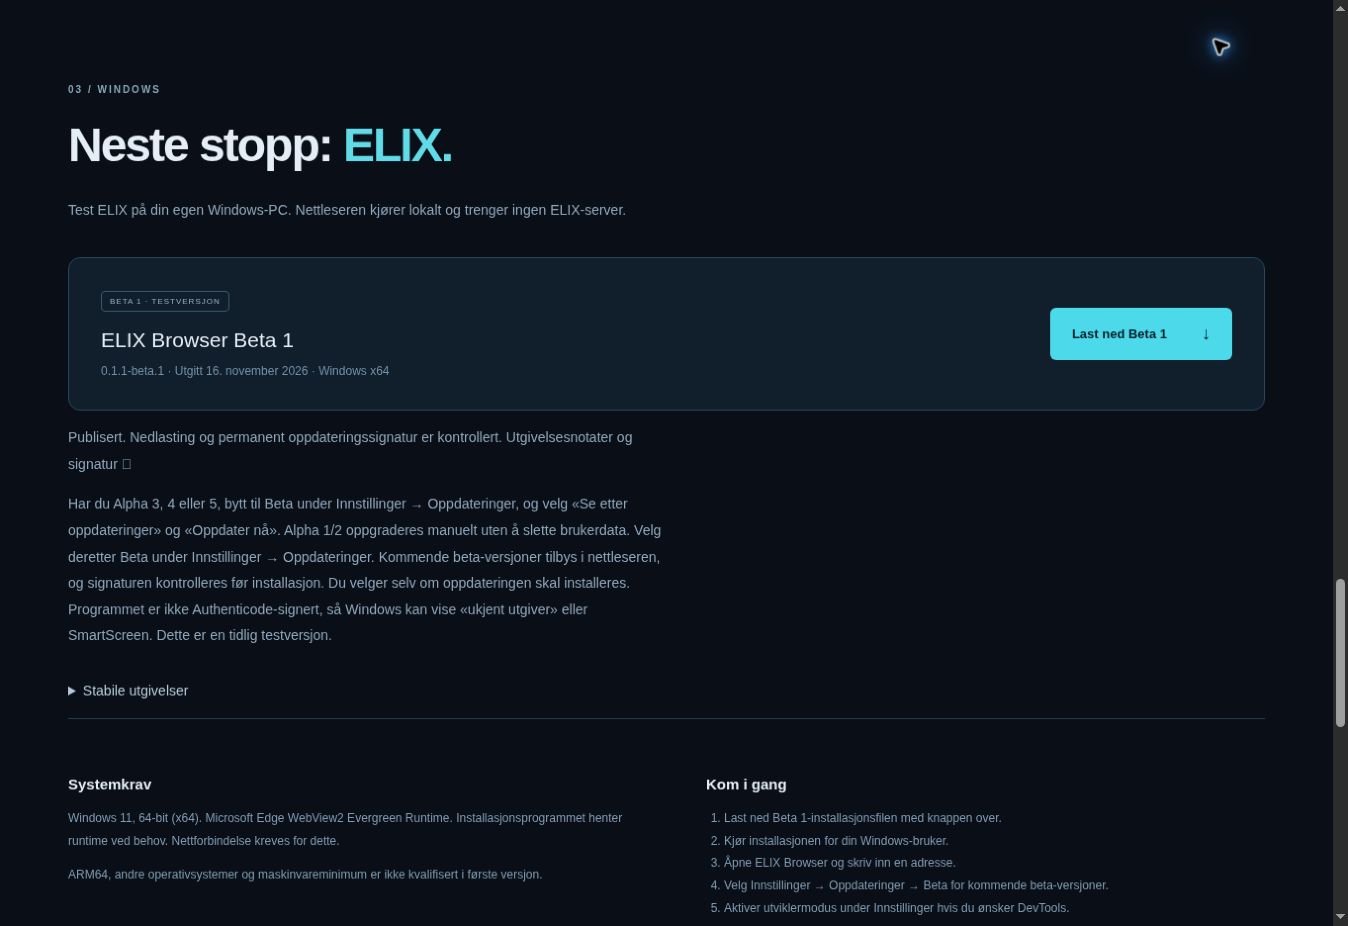 03 / WINDOWS
Neste stopp: ELIX.
Test ELIX på din egen Windows-PC. Nettleseren kjører lokalt og trenger ingen ELIX-server.
BETA 1 · TESTVERSJON
ELIX Browser Beta 1
0.1.1-beta.1 · Utgitt 16. november 2026 · Windows x64
Last ned Beta 1 ↓
Publisert. Nedlasting og permanent oppdateringssignatur er kontrollert. Utgivelsesnotater og
signatur
Har du Alpha 3, 4 eller 5, bytt til Beta under Innstillinger → Oppdateringer, og velg «Se etter
oppdateringer» og «Oppdater nå». Alpha 1/2 oppgraderes manuelt uten å slette brukerdata. Velg
deretter Beta under Innstillinger → Oppdateringer. Kommende beta-versjoner tilbys i nettleseren,
og signaturen kontrolleres før installasjon. Du velger selv om oppdateringen skal installeres.
Programmet er ikke Authenticode-signert, så Windows kan vise «ukjent utgiver» eller
SmartScreen. Dette er en tidlig testversjon.
Stabile utgivelser
Systemkrav
Windows 11, 64-bit (x64). Microsoft Edge WebView2 Evergreen Runtime. Installasjonsprogrammet henter
runtime ved behov. Nettforbindelse kreves for dette.
ARM64, andre operativsystemer og maskinvareminimum er ikke kvalifisert i første versjon.
Kom i gang
1. Last ned Beta 1-installasjonsfilen med knappen over.
2. Kjør installasjonen for din Windows-bruker.
3. Åpne ELIX Browser og skriv inn en adresse.
4. Velg Innstillinger → Oppdateringer → Beta for kommende beta-versjoner.
5. Aktiver utviklermodus under Innstillinger hvis du ønsker DevTools.